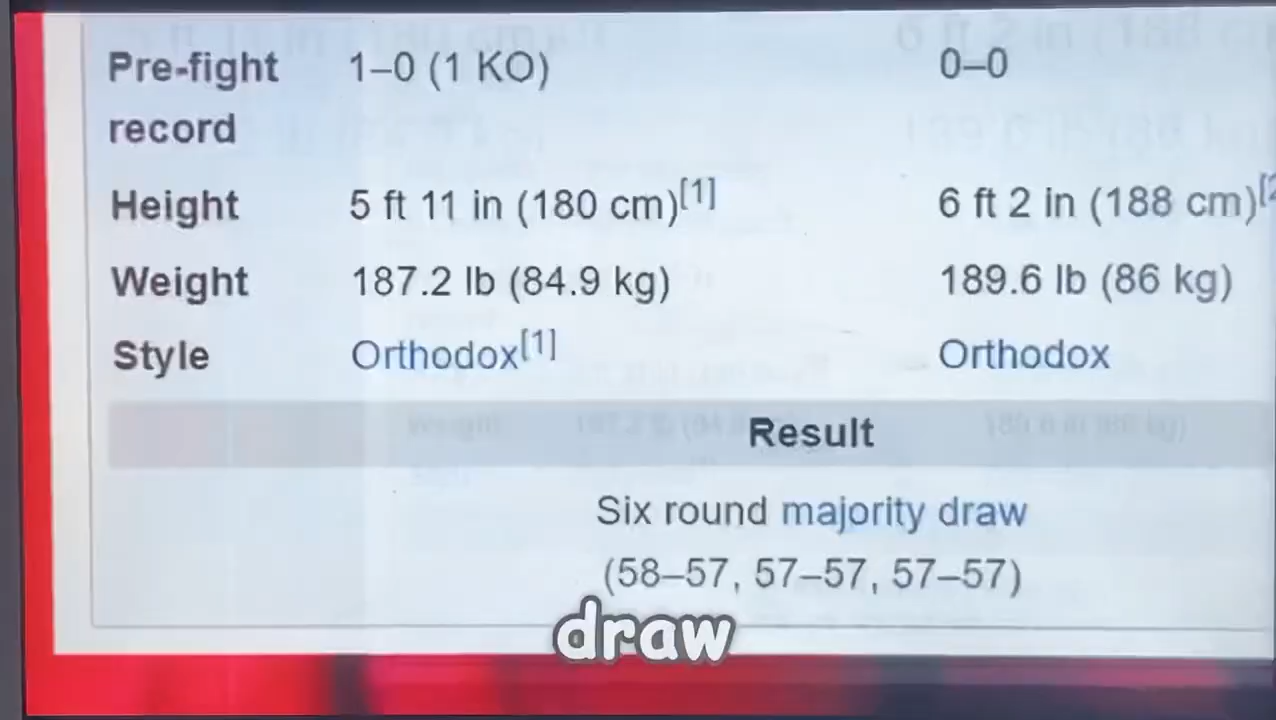 Pre-fight record 1–0 (1 KO) 0–0
Height 5 ft 11 in (180 cm)[1] 6 ft 2 in (188 cm)[2
Weight 187.2 lb (84.9 kg) 189.6 lb (86 kg)
Style Orthodox[1] Orthodox
Result
Six round majority draw
(58–57, 57–57, 57–57)
draw